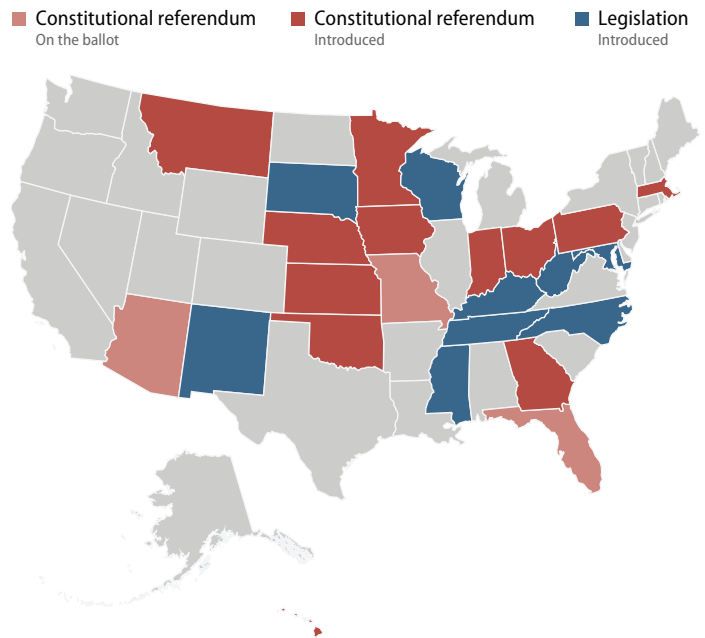 Constitutional referendum
On the ballot
Constitutional referendum
Introduced
Legislation
Introduced